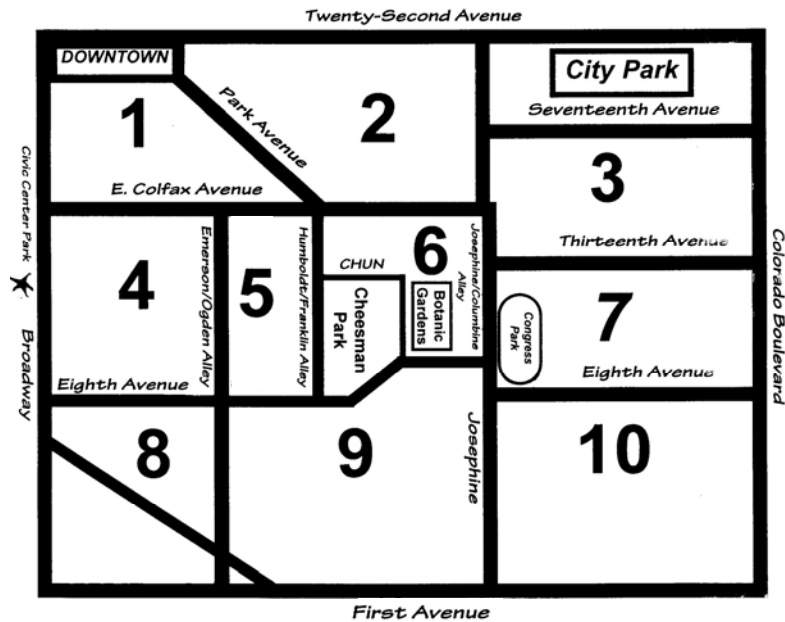 Twenty-Second Avenue
DOWNTOWN
City Park
Park Avenue
Seventeenth Avenue
1
2
3
E. Colfax Avenue
Thirteenth Avenue
Civic Center Park
Broadway
Emerson/Ogden Alley
Humboldt/Franklin Alley
Josephine/Columbine
Alley
Colorado Boulevard
4
5
6
7
CHUN
Cheesman
Park
Botanic
Gardens
Congress
Park
Eighth Avenue
Eighth Avenue
8
9
10
Josephine
First Avenue